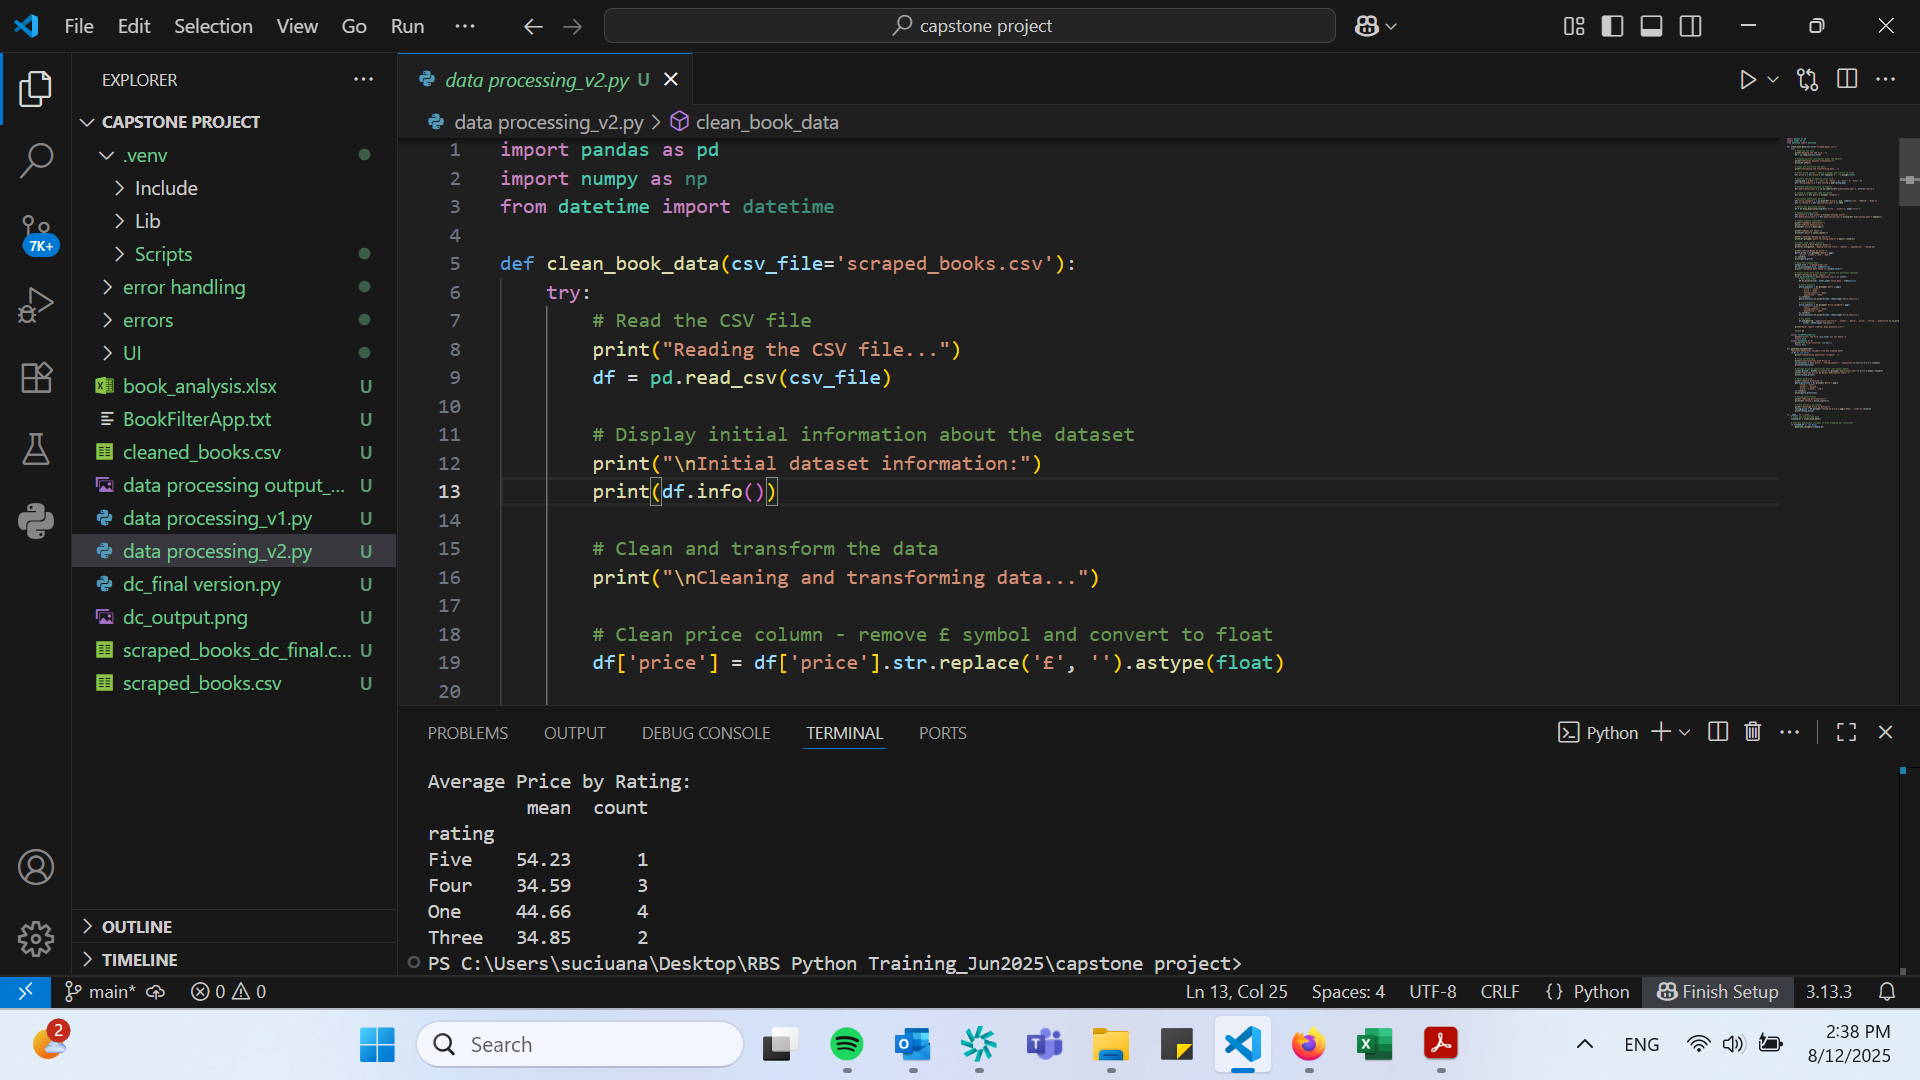 File Edit Selection View Go Run ...
capstone project
EXPLORER
CAPSTONE PROJECT
.venv
Include
Lib
Scripts
error handling
errors
UI
book_analysis.xlsx U
BookFilterApp.txt U
cleaned_books.csv U
data processing output_... U
data processing_v1.py U
data processing_v2.py U
dc_final version.py U
dc_output.png U
scraped_books_dc_final.c... U
scraped_books.csv U
OUTLINE
TIMELINE
7K+
data processing_v2.py U
data processing_v2.py > clean_book_data
1 import pandas as pd
2 import numpy as np
3 from datetime import datetime
4
5 def clean_book_data(csv_file='scraped_books.csv'):
6 try:
7 # Read the CSV file
8 print("Reading the CSV file...")
9 df = pd.read_csv(csv_file)
10
11 # Display initial information about the dataset
12 print("\nInitial dataset information:")
13 print(df.info())
14
15 # Clean and transform the data
16 print("\nCleaning and transforming data...")
17
18 # Clean price column - remove £ symbol and convert to float
19 df['price'] = df['price'].str.replace('£', '').astype(float)
20
PROBLEMS OUTPUT DEBUG CONSOLE TERMINAL PORTS
Python
Average Price by Rating:
mean count
rating
Five 54.23 1
Four 34.59 3
One 44.66 4
Three 34.85 2
PS C:\Users\suciuana\Desktop\RBS Python Training_Jun2025\capstone project>
main* 0 0
Ln 13, Col 25 Spaces: 4 UTF-8 CRLF {} Python Finish Setup 3.13.3
2
Search
ENG
2:38 PM
8/12/2025